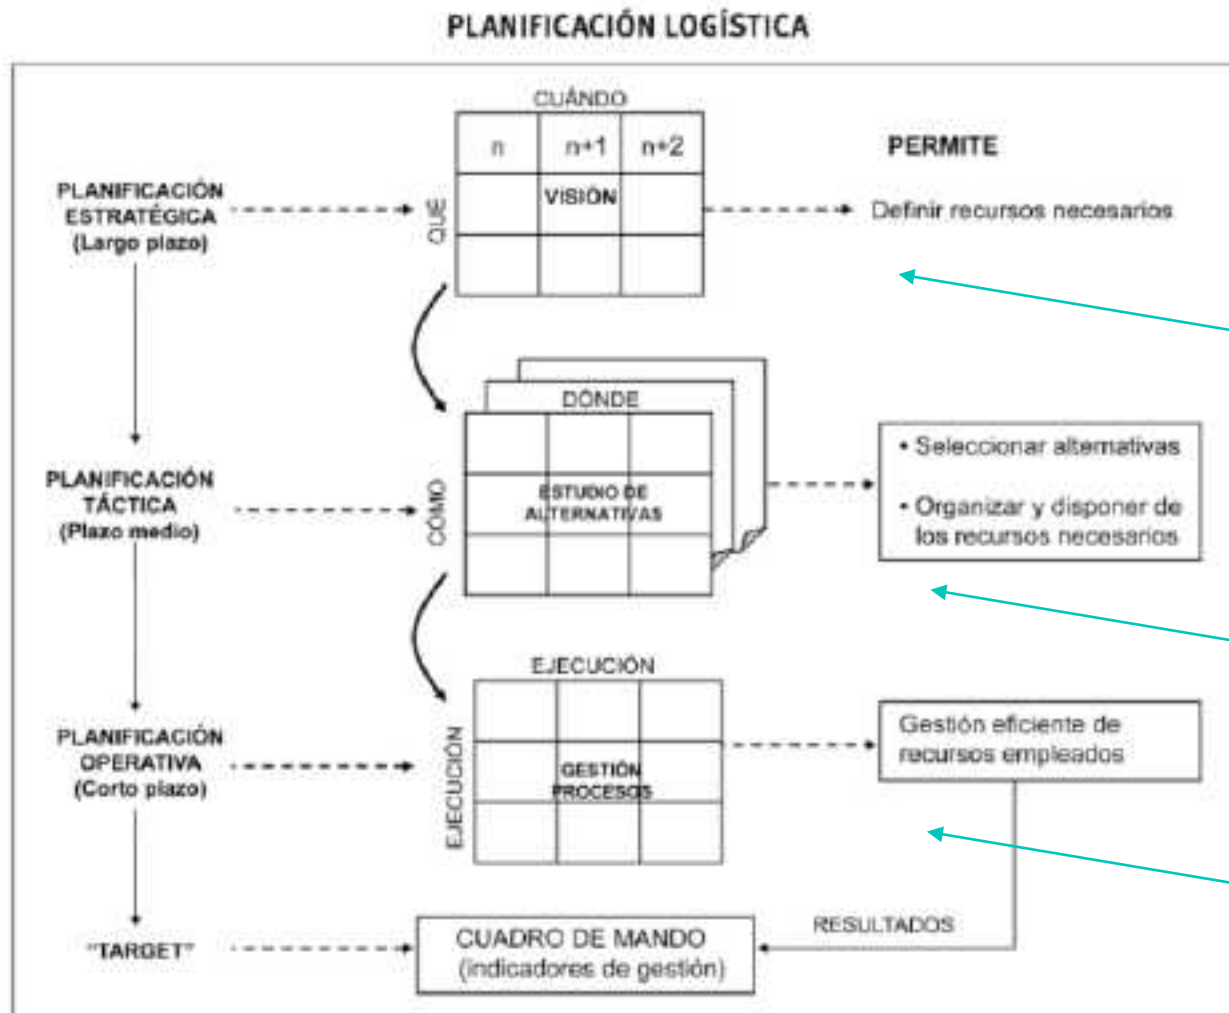 PLANIFICACIÓN LOGÍSTICA
CUÁNDO
n n+1 n+2
PERMITE
PLANIFICACIÓN
ESTRATÉGICA
(Largo plazo)
QUÉ
VISIÓN
Definir recursos necesarios
DÓNDE
PLANIFICACIÓN
TÁCTICA
(Plazo medio)
CÓMO
ESTUDIO DE
ALTERNATIVAS
• Seleccionar alternativas
• Organizar y disponer de
los recursos necesarios
EJECUCIÓN
PLANIFICACIÓN
OPERATIVA
(Corto plazo)
EJECUCIÓN
GESTIÓN
PROCESOS
Gestión eficiente de
recursos empleados
"TARGET"
CUADRO DE MANDO
(indicadores de gestión)
RESULTADOS